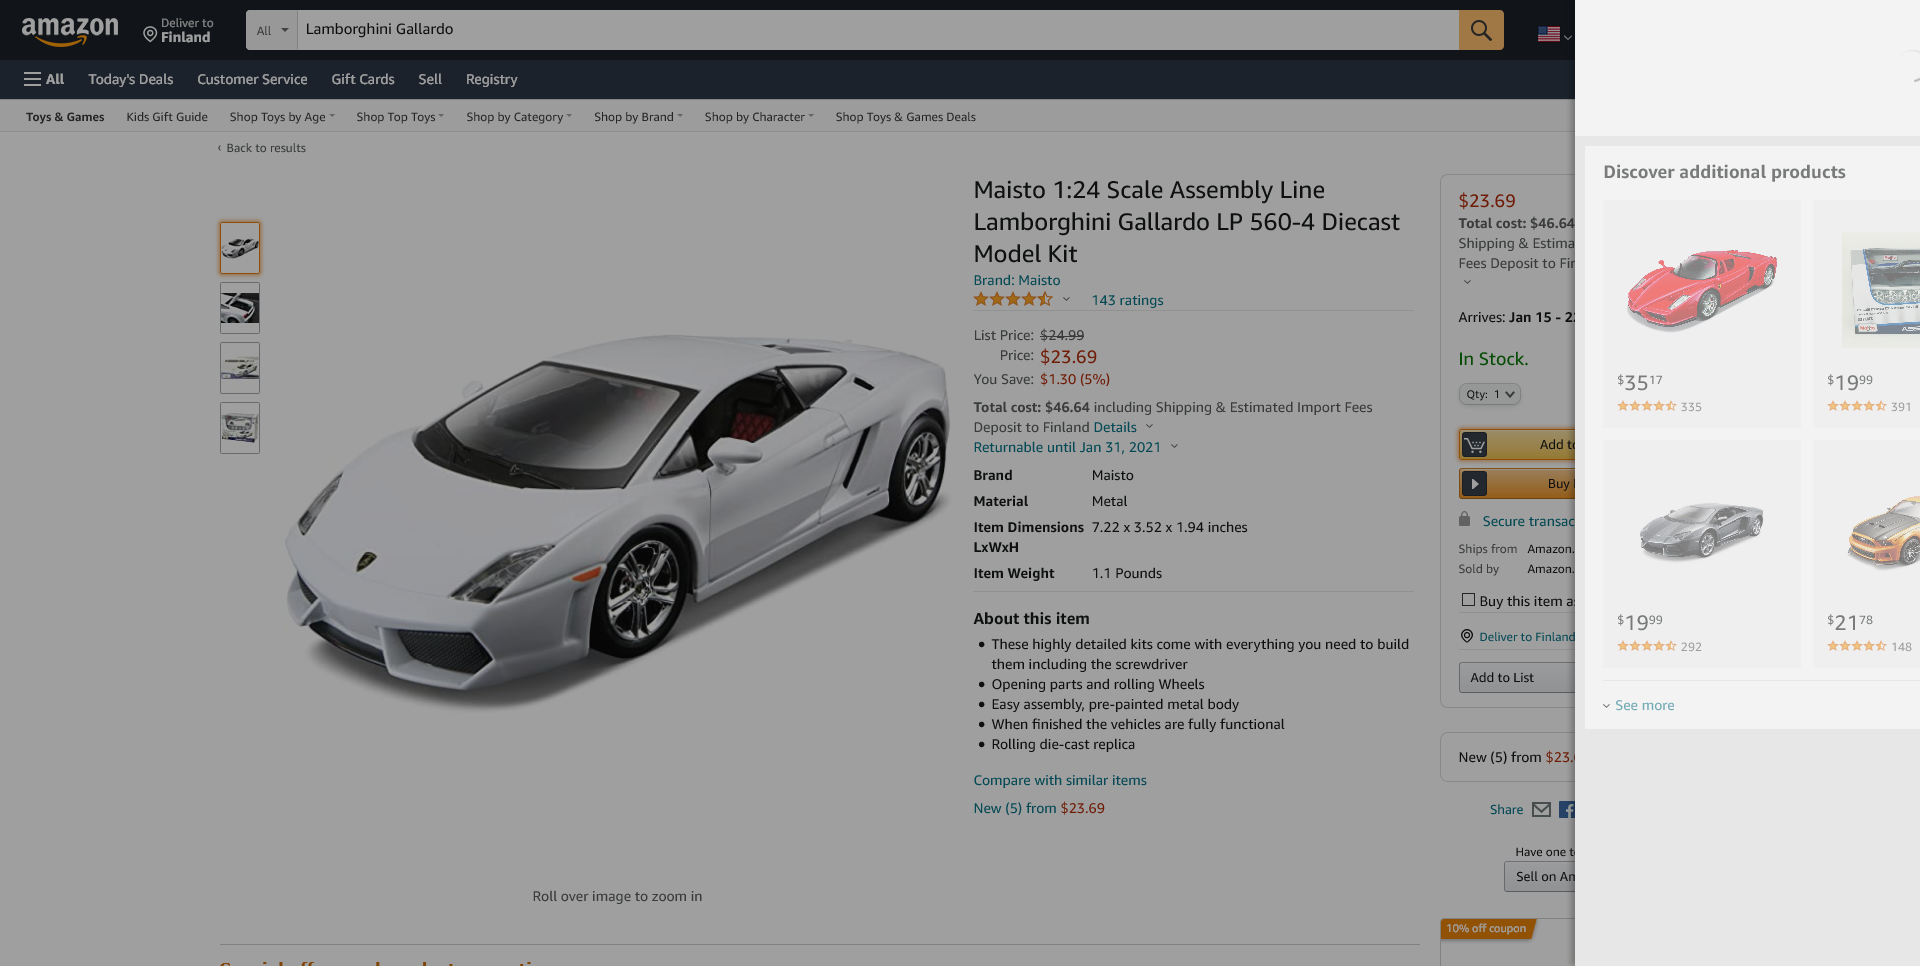 amazon
Deliver to
Finland
All
Lamborghini Gallardo
All
Today's Deals
Customer Service
Gift Cards
Sell
Registry
Toys & Games
Kids Gift Guide
Shop Toys by Age
Shop Top Toys
Shop by Category
Shop by Brand
Shop by Character
Shop Toys & Games Deals
‹ Back to results
Maisto 1:24 Scale Assembly Line
Lamborghini Gallardo LP 560-4 Diecast
Model Kit
Brand: Maisto
143 ratings
List Price: $24.99
Price: $23.69
You Save: $1.30 (5%)
Total cost: $46.64 including Shipping & Estimated Import Fees
Deposit to Finland Details
Returnable until Jan 31, 2021
Brand Maisto
Material Metal
Item Dimensions 7.22 x 3.52 x 1.94 inches
LxWxH
Item Weight 1.1 Pounds
About this item
• These highly detailed kits come with everything you need to build
them including the screwdriver
• Opening parts and rolling Wheels
• Easy assembly, pre-painted metal body
• When finished the vehicles are fully functional
• Rolling die-cast replica
Compare with similar items
New (5) from $23.69
Roll over image to zoom in
$23.69
Total cost: $46.64
Shipping & Estima
Fees Deposit to Fin
Arrives: Jan 15 - 2
In Stock.
Qty: 1
Add to
Buy
Secure transac
Ships from Amazon.
Sold by Amazon.
Buy this item a
Deliver to Finland
Add to List
New (5) from $23.
Share
Have one t
Sell on Am
10% off coupon
Discover additional products
$35 17
335
$19 99
391
$19 99
292
$21 78
148
See more